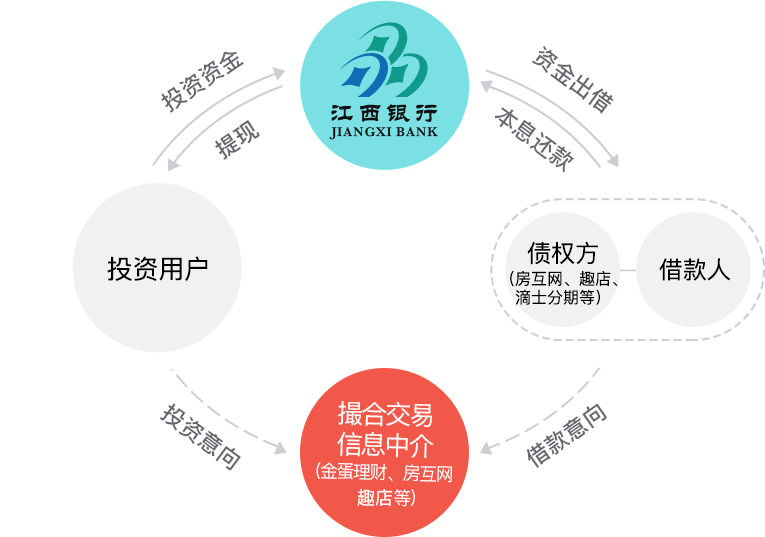 江西银行
JIANGXI BANK
投资资金
提现
资金出借
本息还款
投资用户
债权方
（房互网、趣店、
滴士分期等）
借款人
投资意向
借款意向
撮合交易
信息中介
（金蛋理财、房互网
趣店等）